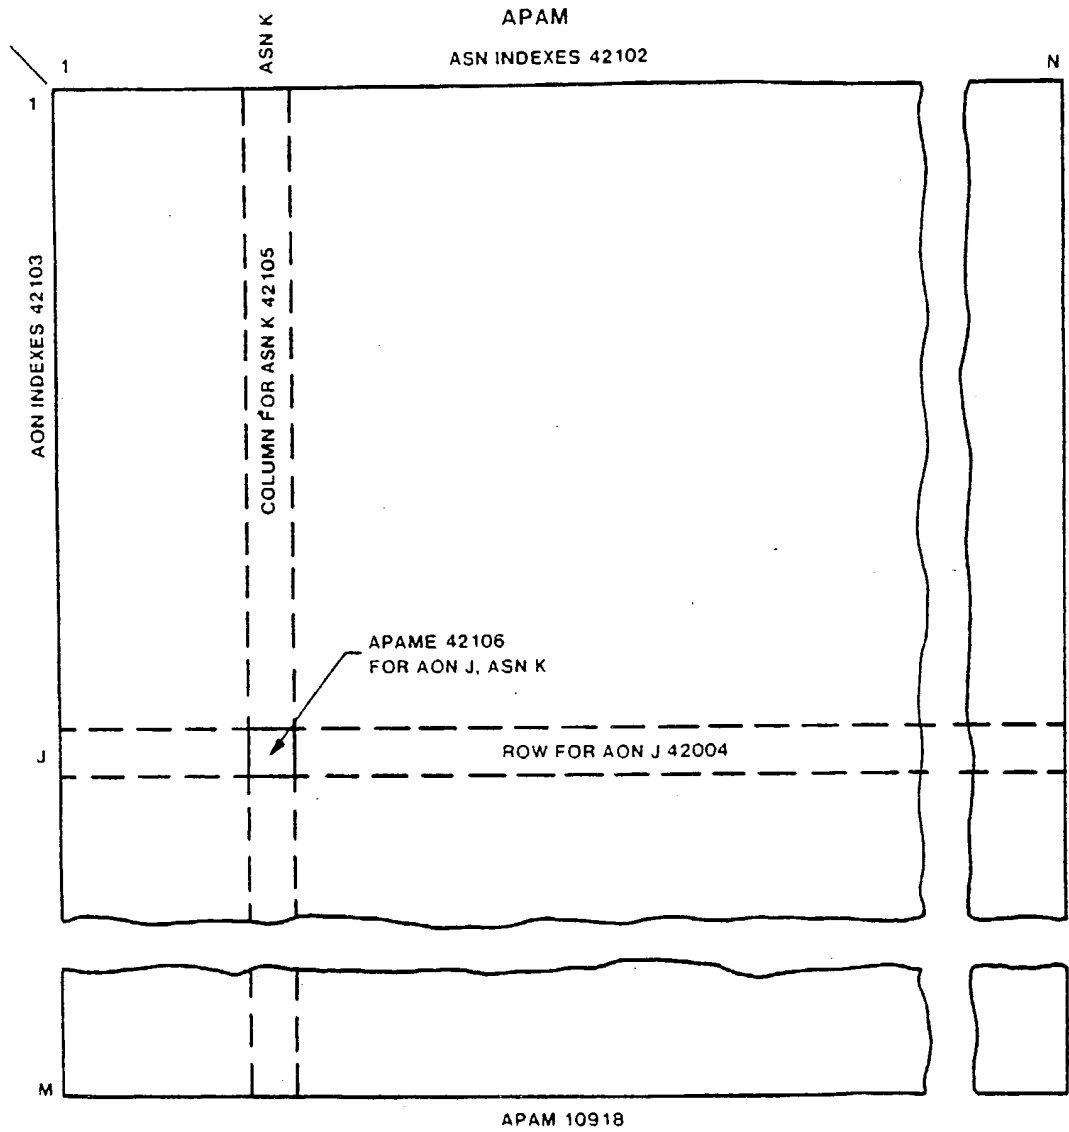 APAM
ASN K
ASN INDEXES 42102
1
N
1
AON INDEXES 42103
COLUMN FOR ASN K 42105
APAME 42106
FOR AON J, ASN K
J
ROW FOR AON J 42004
M
APAM 10918